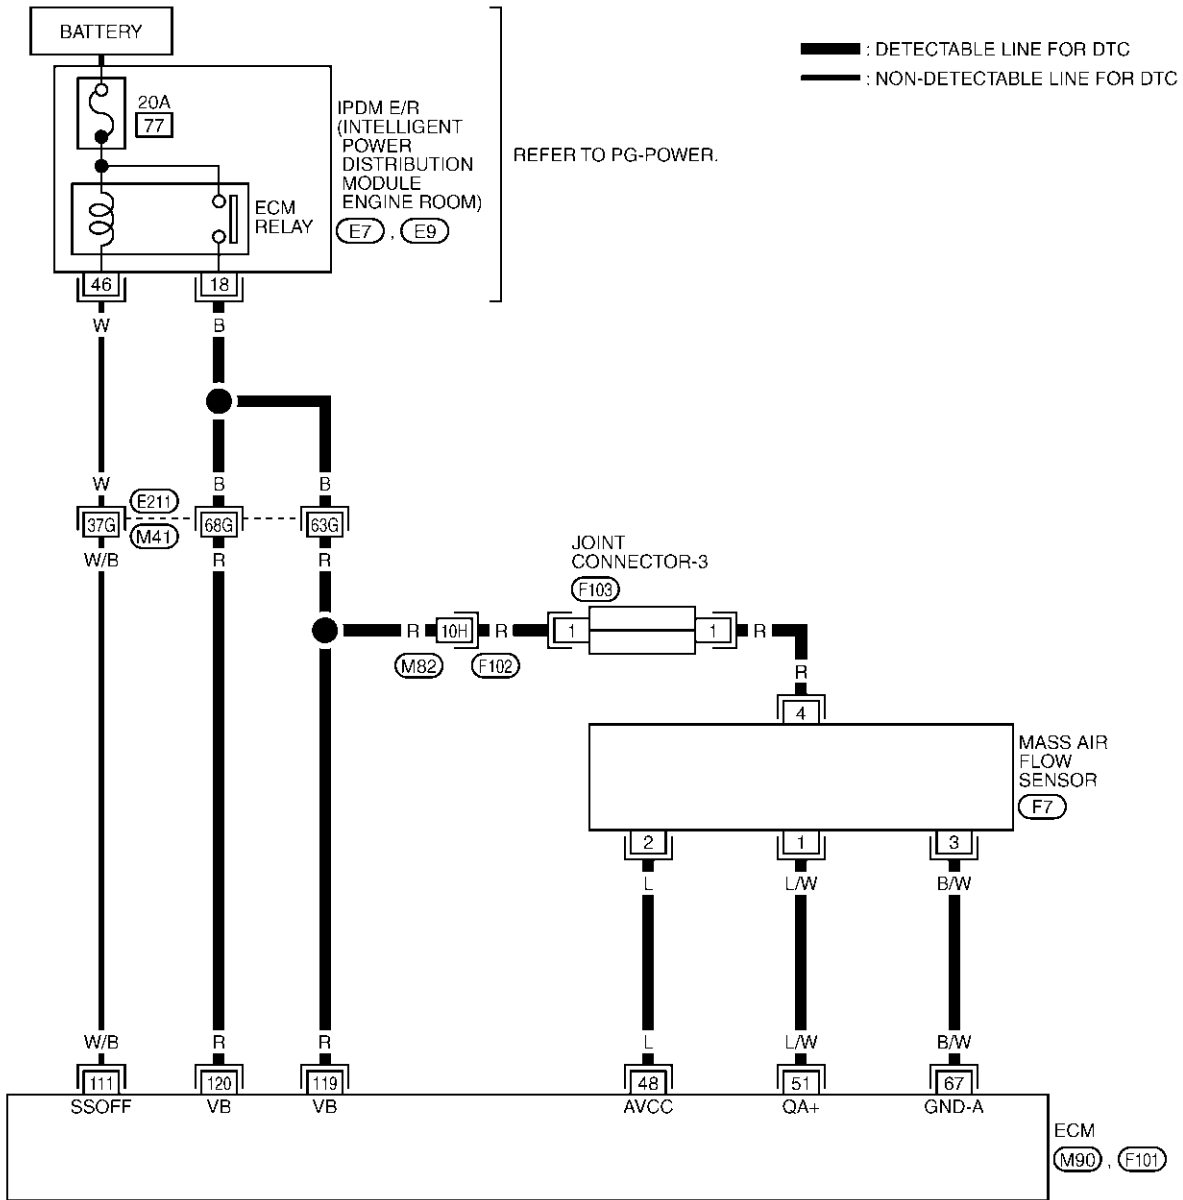 BATTERY
: DETECTABLE LINE FOR DTC
: NON-DETECTABLE LINE FOR DTC
20A
77
IPDM E/R
(INTELLIGENT
POWER
DISTRIBUTION
MODULE
ENGINE ROOM)
E7 , E9
REFER TO PG-POWER.
ECM
RELAY
46 18
W B
W B B
E211
37G 68G 63G
M41
W/B R R
JOINT
CONNECTOR-3
F103
R 10H R 1 1 R
M82 F102
R
4
MASS AIR
FLOW
SENSOR
F7
2 1 3
L L/W B/W
W/B R R L L/W B/W
111 120 119 48 51 67
SSOFF VB VB AVCC QA+ GND-A
ECM
M90 , F101